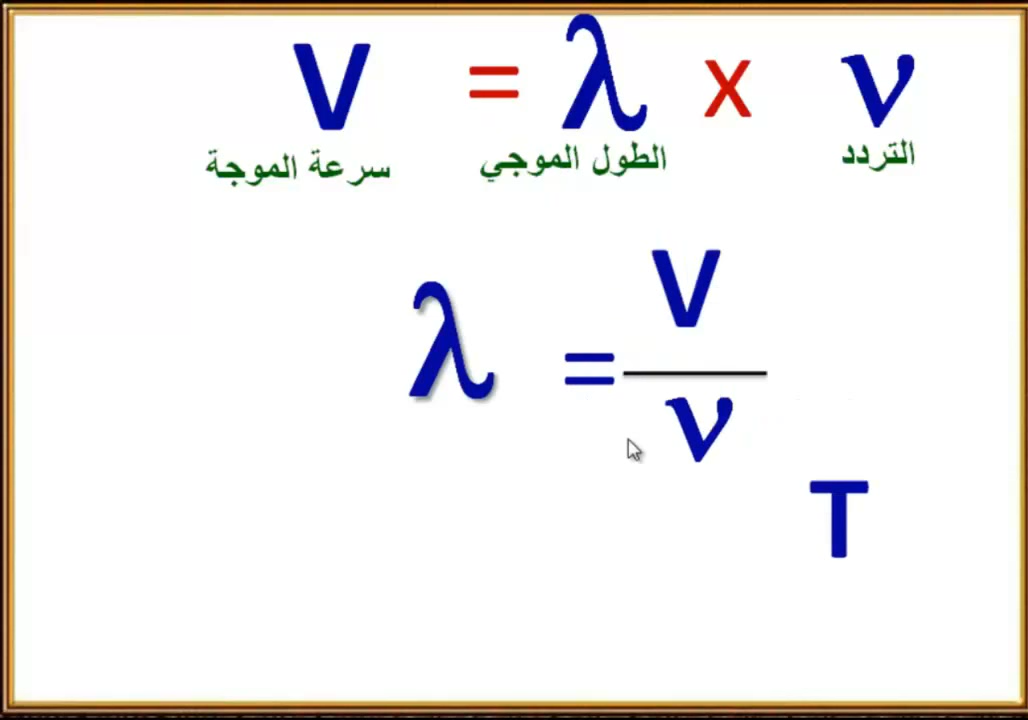 V = λ x ν
سرعة الموجة الطول الموجي التردد
V
λ =
ν
T